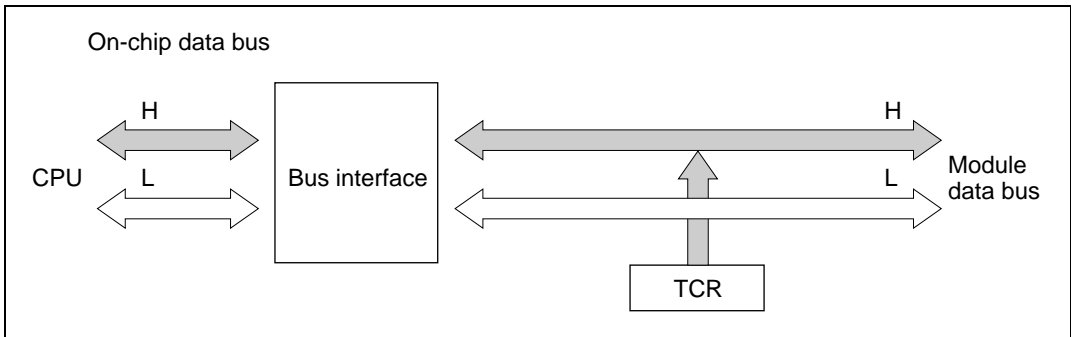 On-chip data bus
H
H
CPU
L
Bus interface
L
Module
data bus
TCR